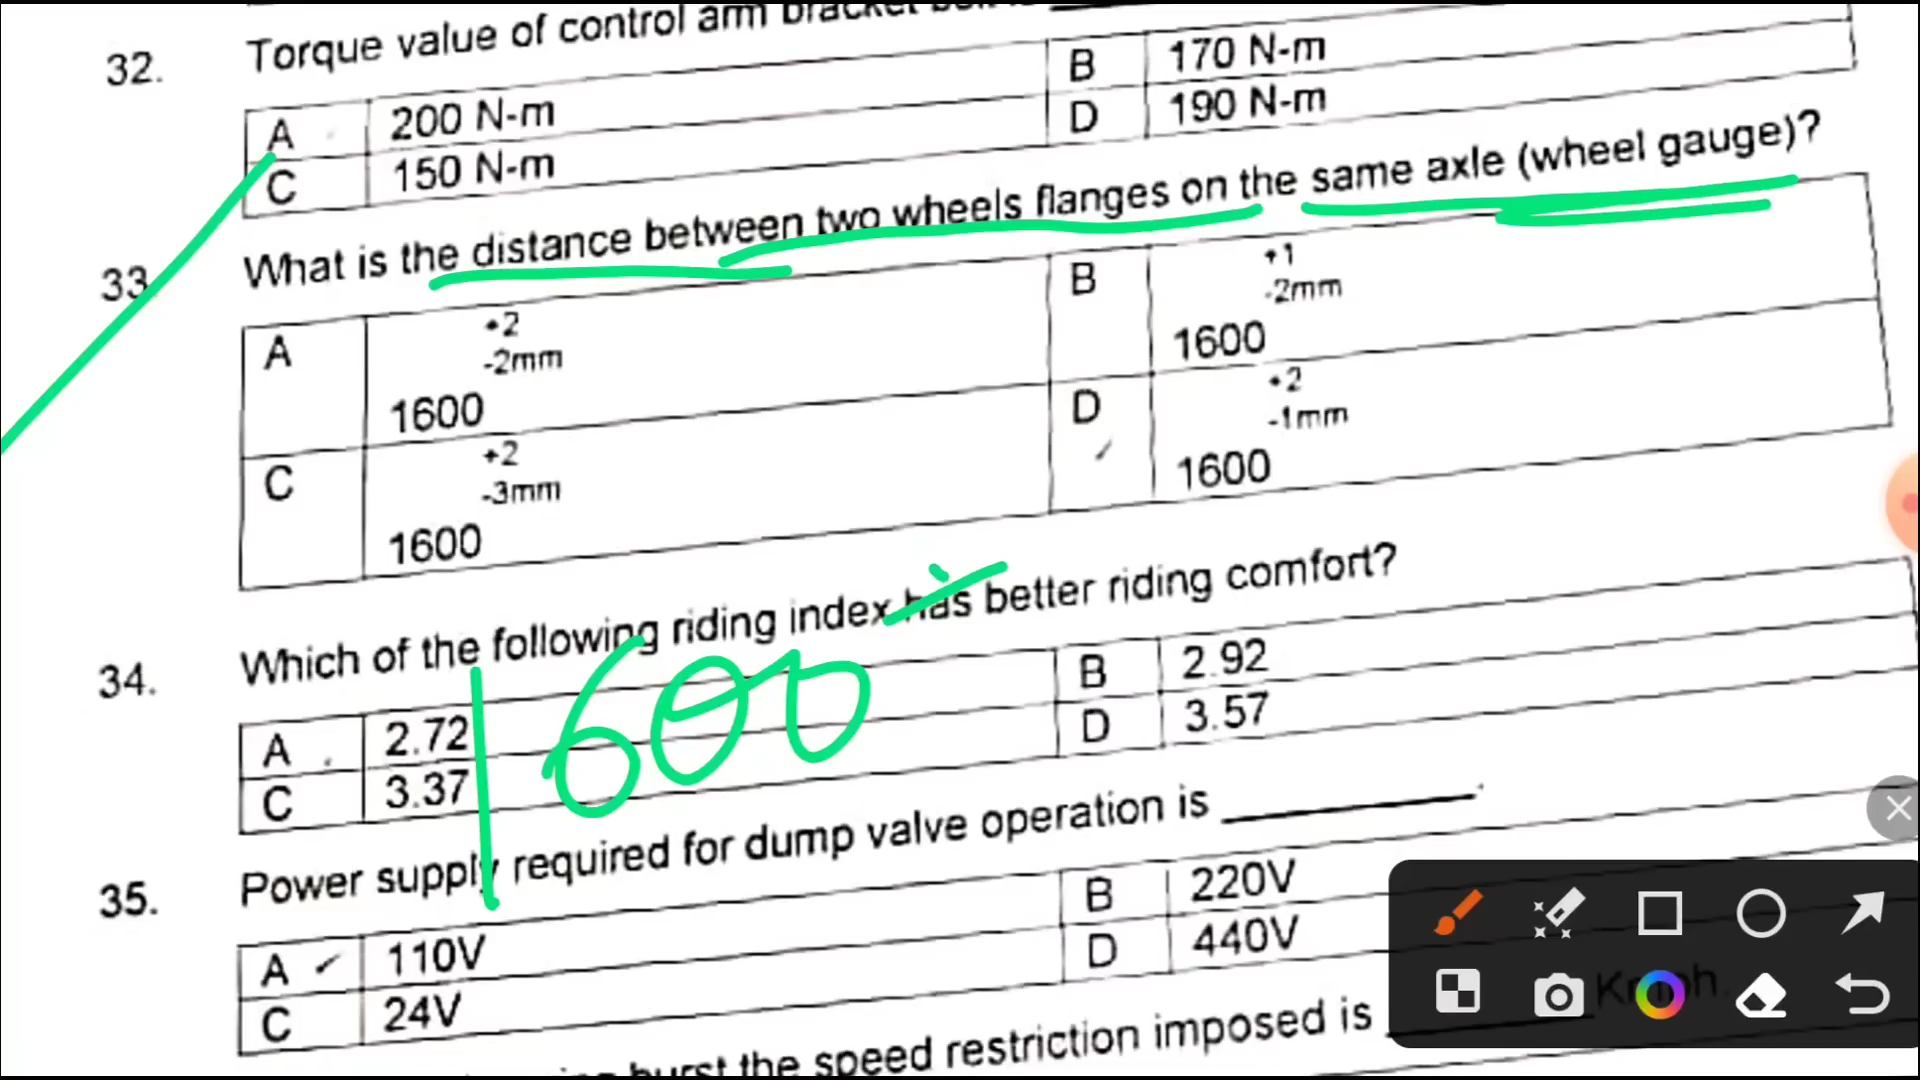 32. Torque value of control arm bracket
A 200 N-m B 170 N-m
C 150 N-m D 190 N-m
33. What is the distance between two wheels flanges on the same axle (wheel gauge)?
A 1600 +2 -2mm B 1600 +1 -2mm
C 1600 +2 -3mm D 1600 +2 -1mm
34. Which of the following riding index has better riding comfort?
A 2.72 B 2.92
C 3.37 D 3.57
1600
35. Power supply required for dump valve operation is
A 110V B 220V
C 24V D 440V
burst the speed restriction imposed is Kmph.